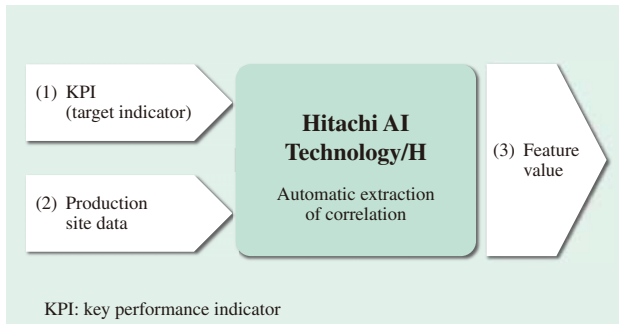 (1) KPI
(target indicator)
(2) Production
site data
Hitachi AI
Technology/H
Automatic extraction
of correlation
(3) Feature
value
KPI: key performance indicator